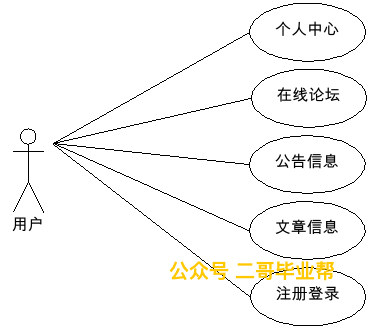 个人中心
在线论坛
公告信息
用户
文章信息
公众号 二哥毕业帮
注册登录